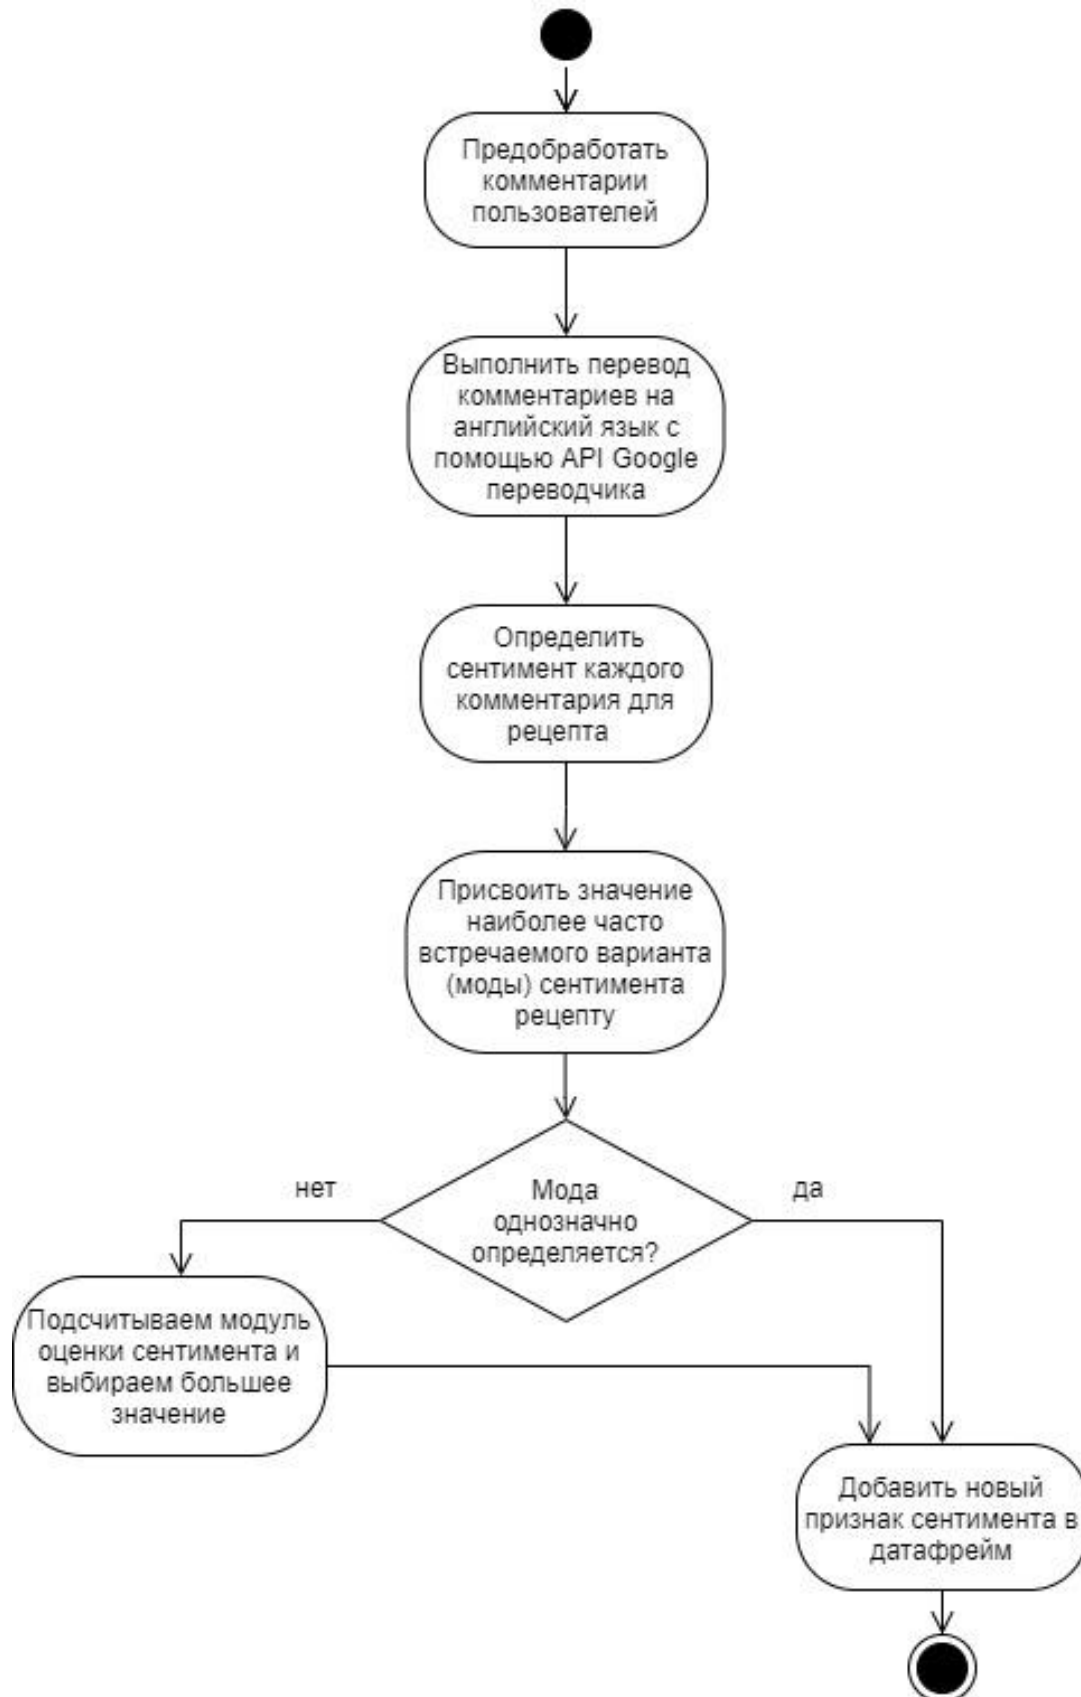 Предобработать
комментарии
пользователей
Выполнить перевод
комментариев на
английский язык с
помощью API Google
переводчика
Определить
сентимент каждого
комментария для
рецепта
Присвоить значение
наиболее часто
встречаемого варианта
(моды) сентимента
рецепту
нет
Мода
однозначно
определяется?
да
Подсчитываем модуль
оценки сентимента и
выбираем большее
значение
Добавить новый
признак сентимента в
датафрейм